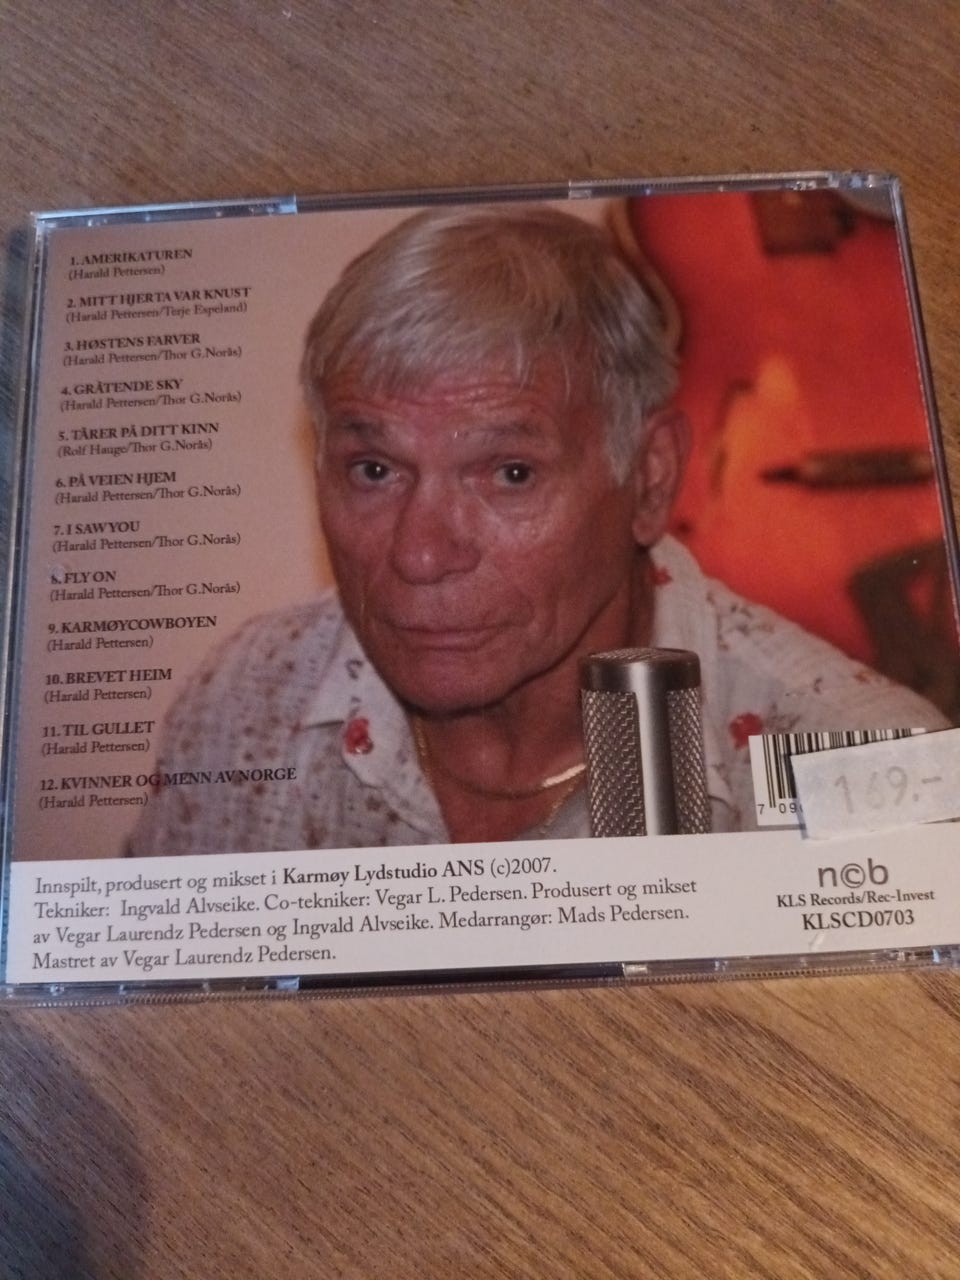 1. AMERIKATUREN
(Harald Pettersen)
2. MITT HJERTA VAR KNUST
(Harald Pettersen/Terje Espeland)
3. HØSTENS FARVER
(Harald Pettersen/Thor G.Norås)
4. GRÅTENDE SKY
(Harald Pettersen/Thor G.Norås)
5. TÅRER PÅ DITT KINN
(Rolf Hauge/Thor G.Norås)
6. PÅ VEIEN HJEM
(Harald Pettersen/Thor G.Norås)
7. I SAW YOU
(Harald Pettersen/Thor G.Norås)
8. FLY ON
(Harald Pettersen/Thor G.Norås)
9. KARMØYCOWBOYEN
(Harald Pettersen)
10. BREVET HEIM
(Harald Pettersen)
11. TIL GULLET
(Harald Pettersen)
12. KVINNER OG MENN AV NORGE
(Harald Pettersen)
7 090
169.-
Innspilt, produsert og mikset i Karmøy Lydstudio ANS (c)2007.
Tekniker: Ingvald Alvseike. Co-tekniker: Vegar L. Pedersen. Produsert og mikset
av Vegar Laurendz Pedersen og Ingvald Alvseike. Medarrangør: Mads Pedersen.
Mastret av Vegar Laurendz Pedersen.
n©b
KLS Records/Rec-Invest
KLSCD0703